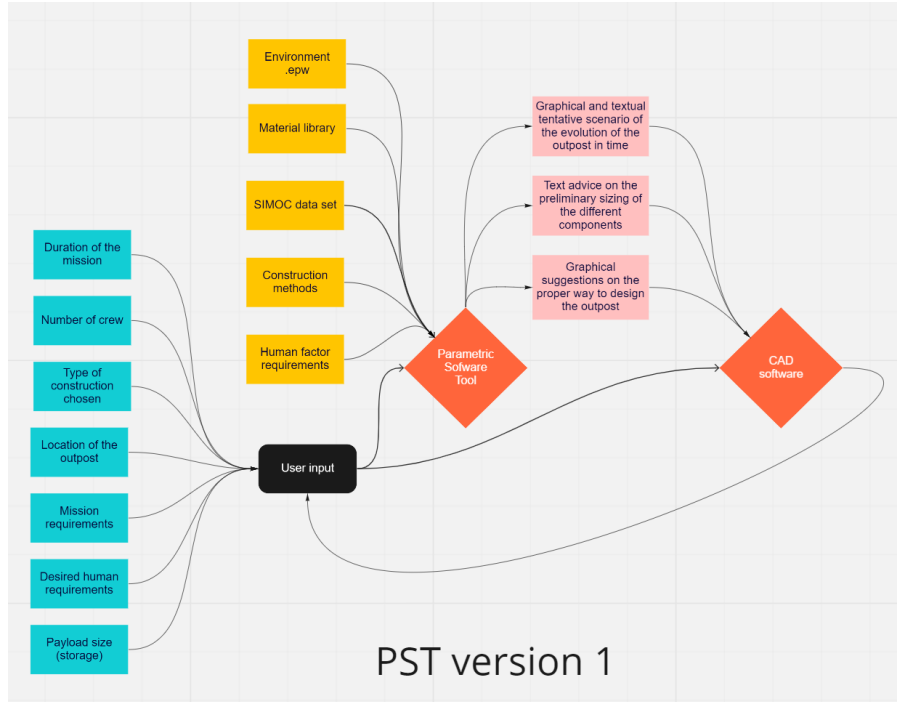 Environment
.epw
Material library
SIMOC data set
Construction
methods
Human factor
requirements
Graphical and textual
tentative scenario of
the evolution of the
outpost in time
Text advice on the
preliminary sizing of
the different
components
Graphical
suggestions on the
proper way to design
the outpost
Duration of the
mission
Number of crew
Type of
construction
chosen
Location of the
outpost
Mission
requirements
Desired human
requirements
Payload size
(storage)
User input
Parametric
Sofware
Tool
CAD
software
PST version 1